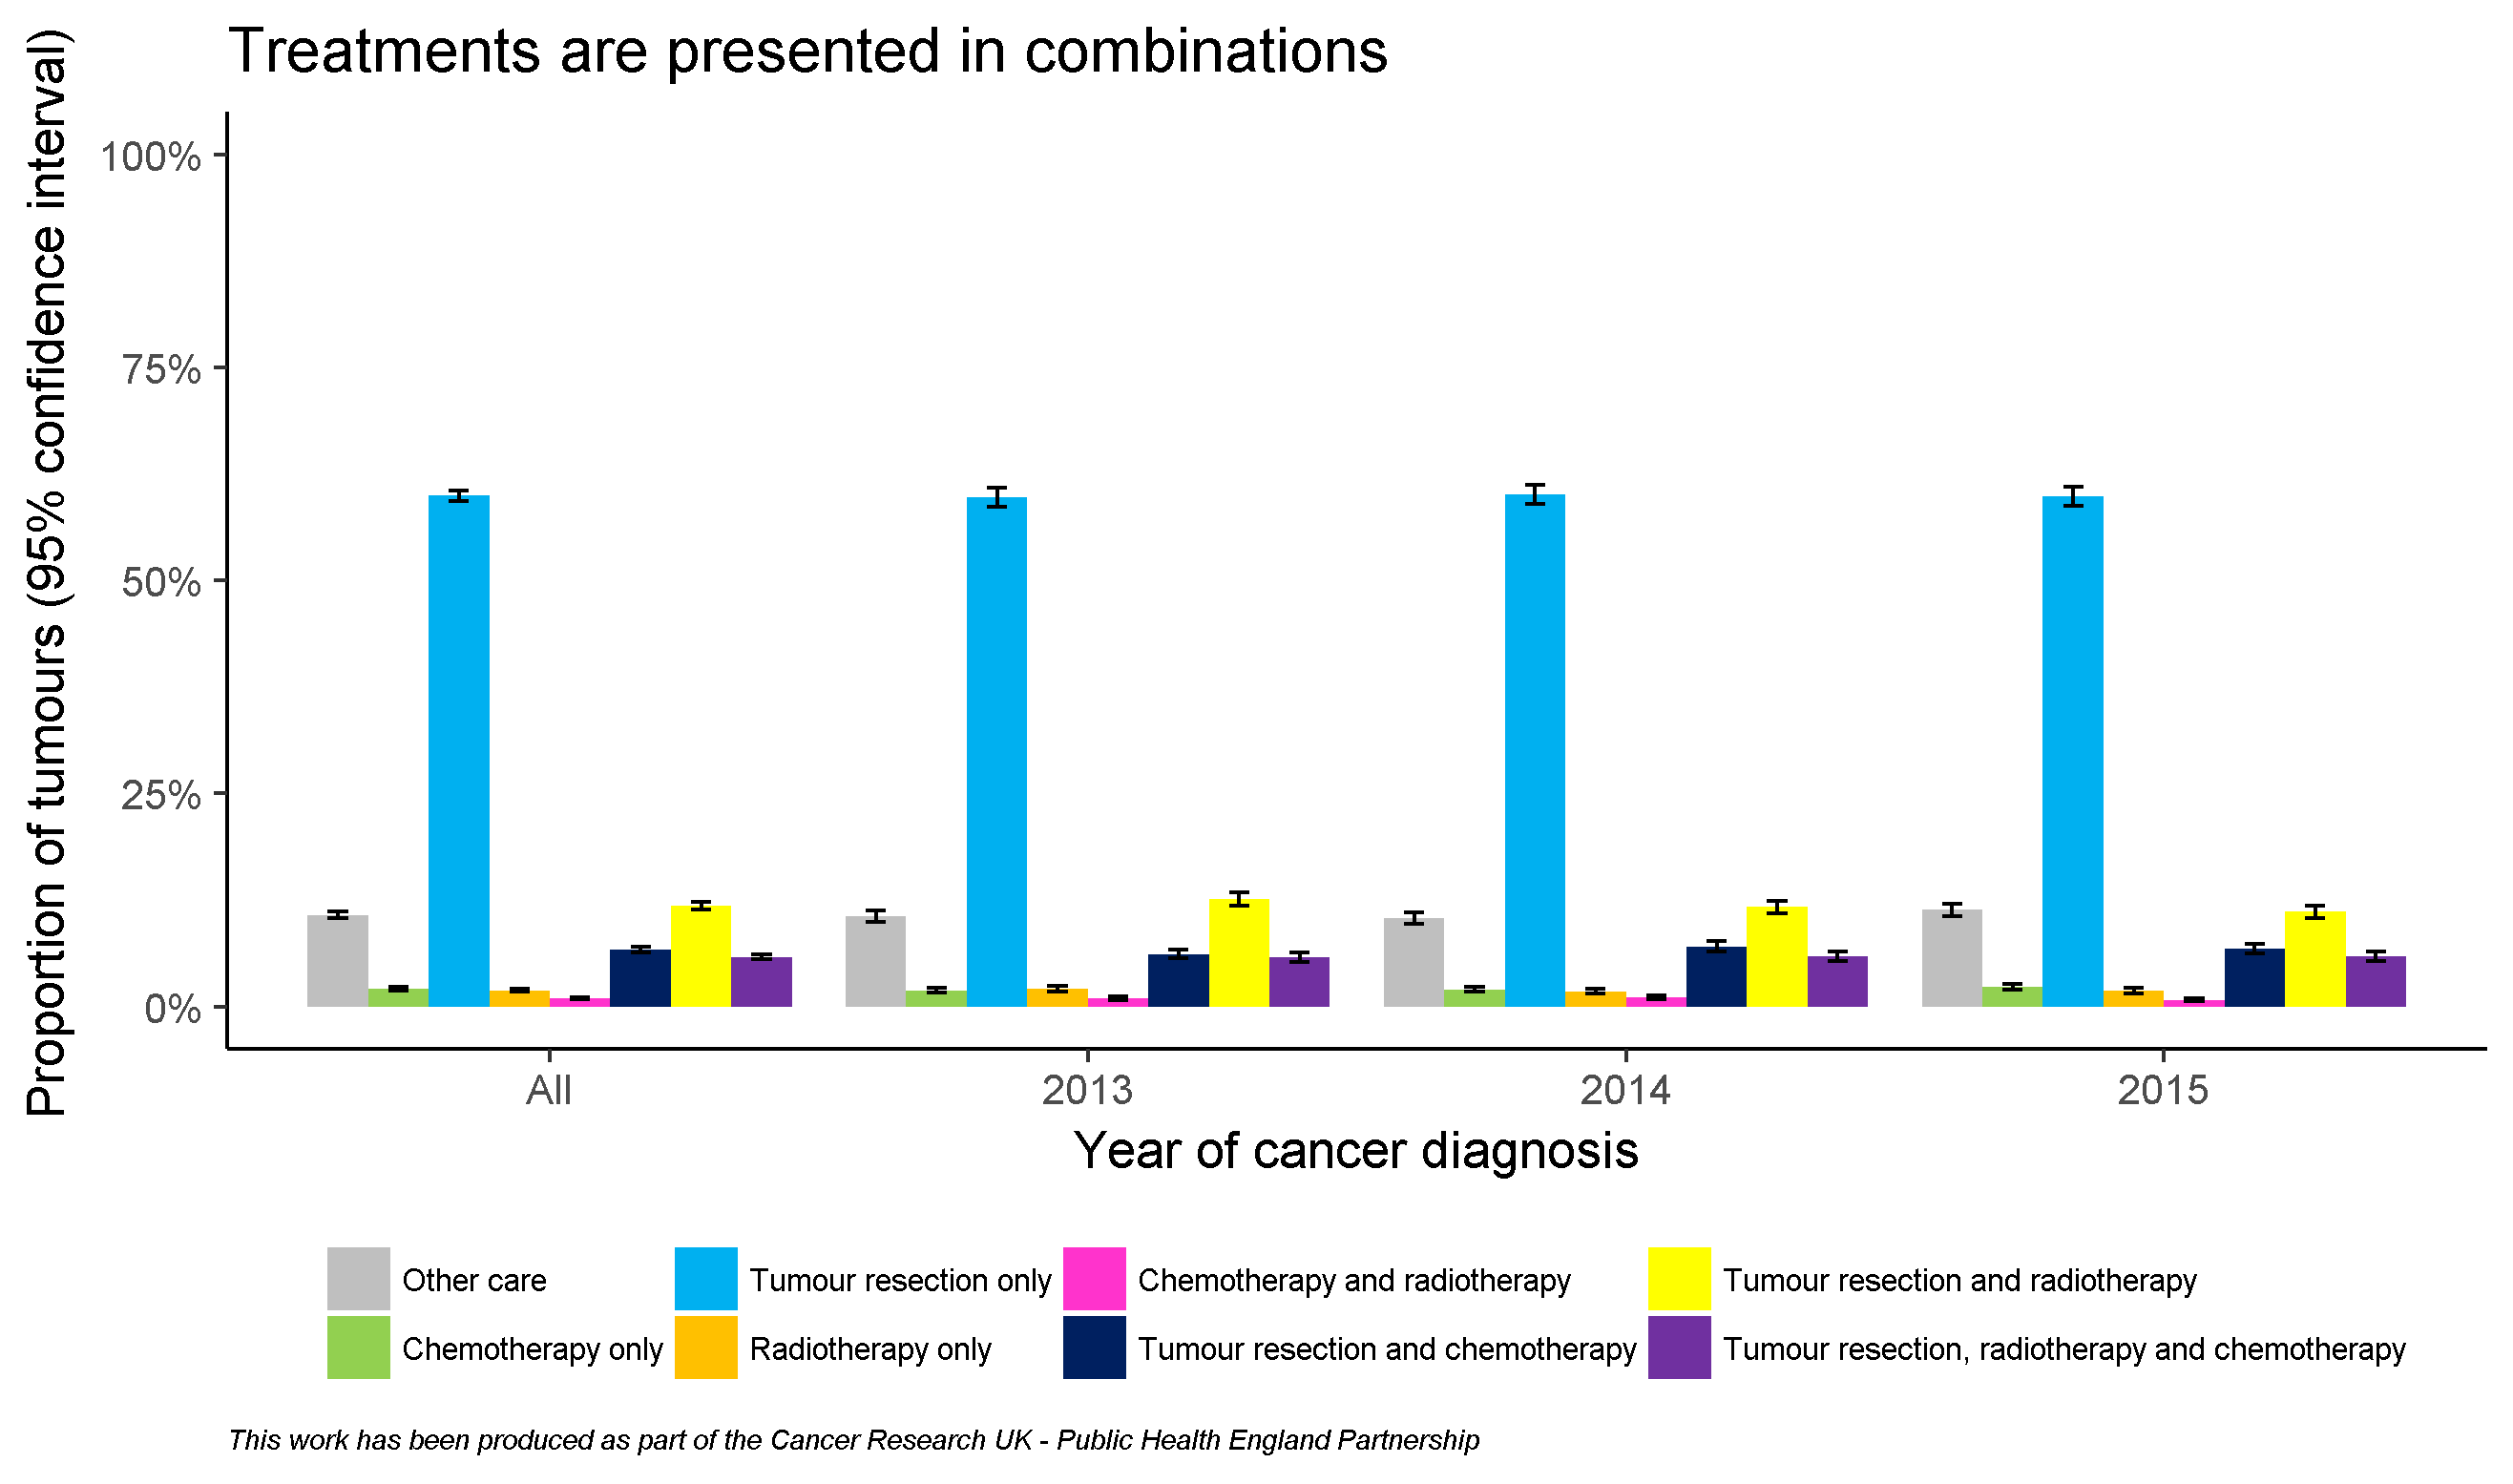 Treatments are presented in combinations
Proportion of tumours (95% confidence interval)
100%
75%
50%
25%
0%
All
2013
2014
2015
Year of cancer diagnosis
Other care
Tumour resection only
Chemotherapy and radiotherapy
Tumour resection and radiotherapy
Chemotherapy only
Radiotherapy only
Tumour resection and chemotherapy
Tumour resection, radiotherapy and chemotherapy
This work has been produced as part of the Cancer Research UK - Public Health England Partnership